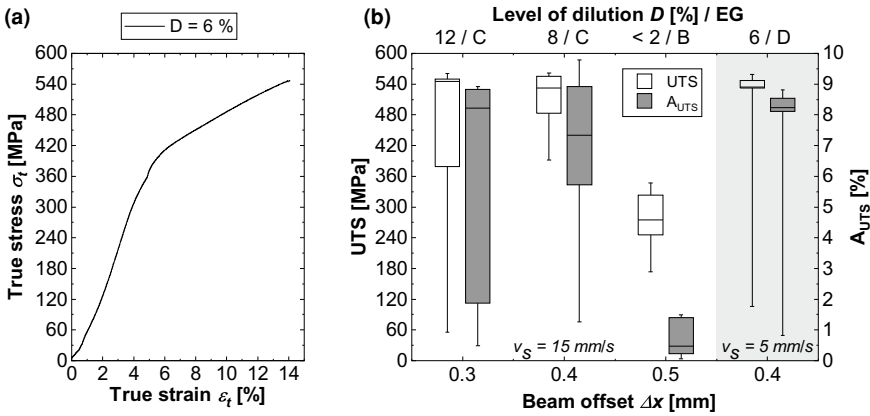 (a)
D = 6 %
600
540
480
420
360
300
240
180
120
60
0
True stress σt [MPa]
0 2 4 6 8 10 12 14
True strain εt [%]
(b)
Level of dilution D [%] / EG
12 / C 8 / C < 2 / B 6 / D
UTS
AUTS
600
540
480
420
360
300
240
180
120
60
0
UTS [MPa]
10
9
8
7
6
5
4
3
2
1
0
AUTS [%]
vs = 15 mm/s vs = 5 mm/s
0.3 0.4 0.5 0.4
Beam offset Δx [mm]